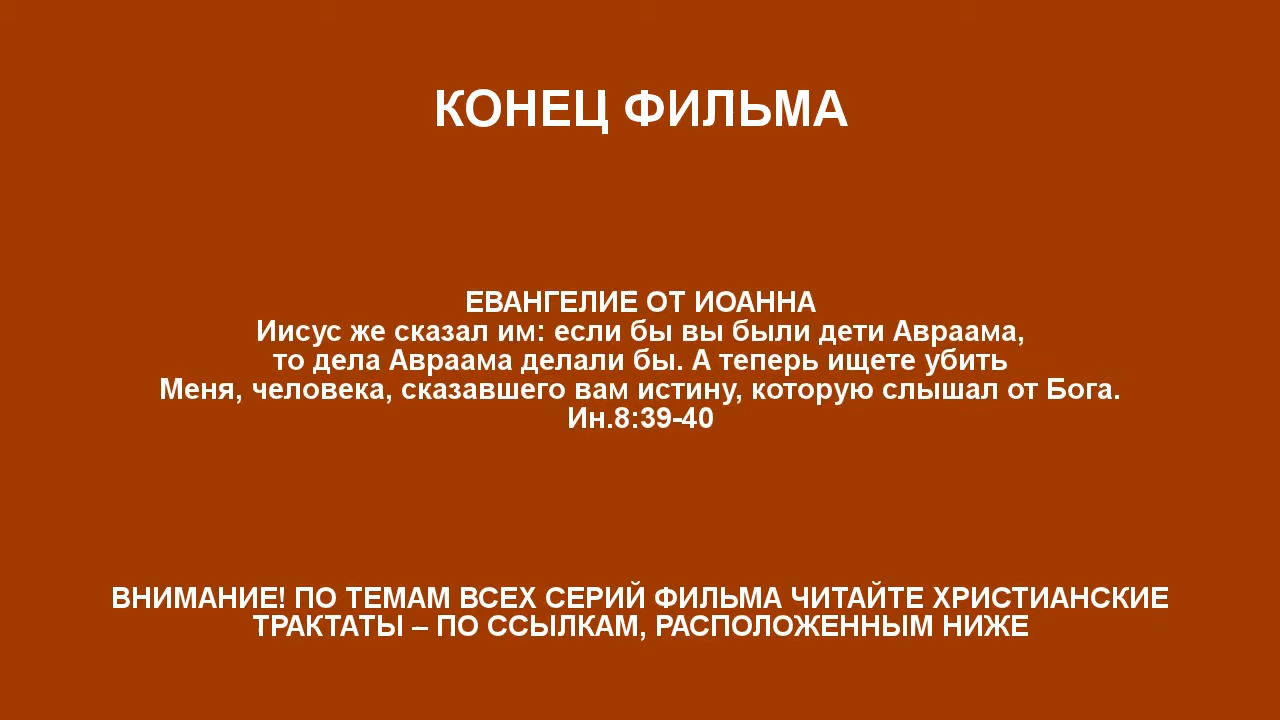 КОНЕЦ ФИЛЬМА
ЕВАНГЕЛИЕ ОТ ИОАННА
Иисус же сказал им: если бы вы были дети Авраама,
то дела Авраама делали бы. А теперь ищете убить
Меня, человека, сказавшего вам истину, которую слышал от Бога.
Ин.8:39-40
ВНИМАНИЕ! ПО ТЕМАМ ВСЕХ СЕРИЙ ФИЛЬМА ЧИТАЙТЕ ХРИСТИАНСКИЕ
ТРАКТАТЫ – ПО ССЫЛКАМ, РАСПОЛОЖЕННЫМ НИЖЕ